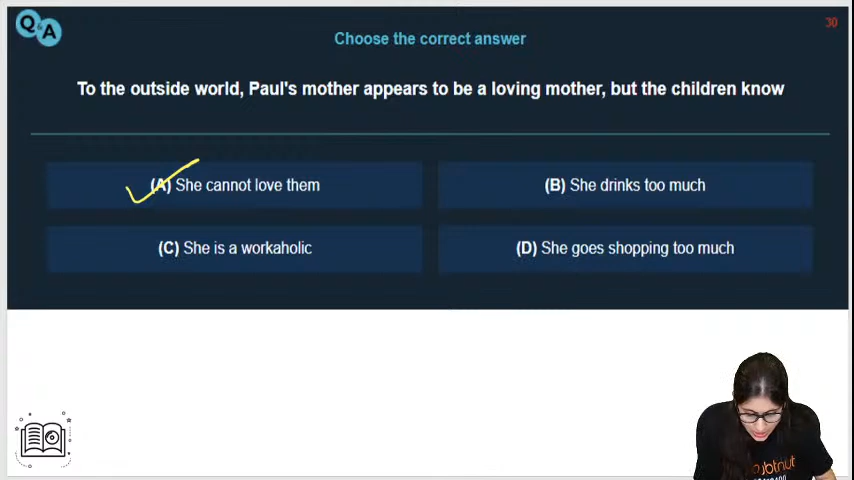 Q&A
30
Choose the correct answer
To the outside world, Paul's mother appears to be a loving mother, but the children know
(A) She cannot love them
(B) She drinks too much
(C) She is a workaholic
(D) She goes shopping too much